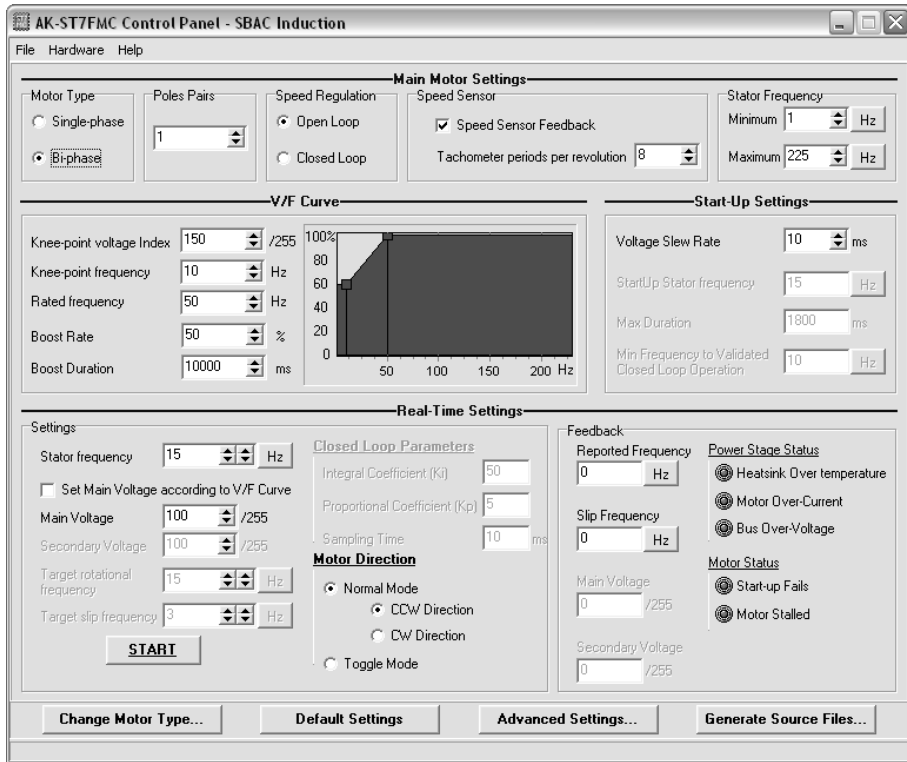 AK-ST7FMC Control Panel - SBAC Induction
File Hardware Help
Main Motor Settings
Motor Type
Single-phase
Bi-phase
Poles Pairs
1
Speed Regulation
Open Loop
Closed Loop
Speed Sensor
Speed Sensor Feedback
Tachometer periods per revolution 8
Stator Frequency
Minimum 1 Hz
Maximum 225 Hz
V/F Curve
Knee-point voltage Index 150 /255
Knee-point frequency 10 Hz
Rated frequency 50 Hz
Boost Rate 50 %
Boost Duration 10000 ms
100%
80
60
40
20
0
50 100 150 200 Hz
Start-Up Settings
Voltage Slew Rate 10 ms
StartUp Stator frequency 15 Hz
Max Duration 1800 ms
Min Frequency to Validated
Closed Loop Operation 10 Hz
Real-Time Settings
Settings
Stator frequency 15 Hz
Set Main Voltage according to V/F Curve
Main Voltage 100 /255
Secondary Voltage 100 /255
Target rotational
frequency 15 Hz
Target slip frequency 3 Hz
START
Closed Loop Parameters
Integral Coefficient (Ki) 50
Proportional Coefficient (Kp) 5
Sampling Time 10 ms
Motor Direction
Normal Mode
CCW Direction
CW Direction
Toggle Mode
Feedback
Reported Frequency
0 Hz
Slip Frequency
0 Hz
Main Voltage
0 /255
Secondary Voltage
0 /255
Power Stage Status
Heatsink Over temperature
Motor Over-Current
Bus Over-Voltage
Motor Status
Start-up Fails
Motor Stalled
Change Motor Type...
Default Settings
Advanced Settings...
Generate Source Files...